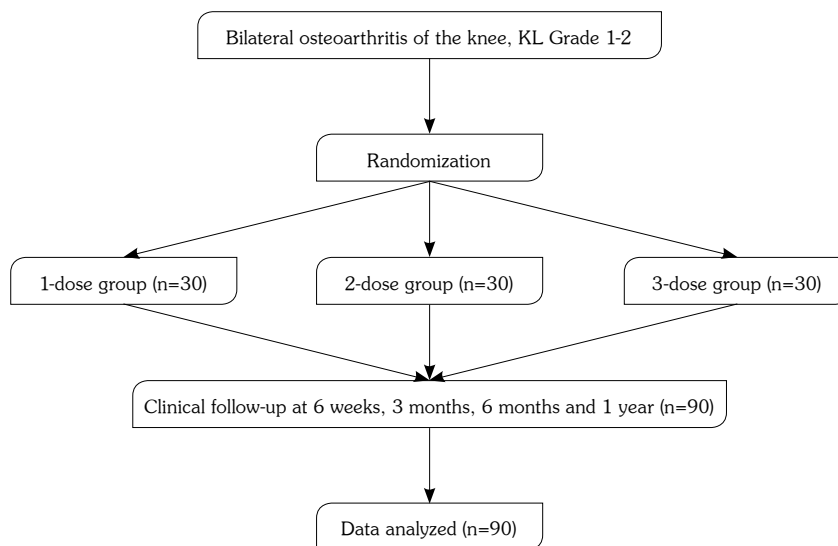 Bilateral osteoarthritis of the knee, KL Grade 1-2
Randomization
1-dose group (n=30)
2-dose group (n=30)
3-dose group (n=30)
Clinical follow-up at 6 weeks, 3 months, 6 months and 1 year (n=90)
Data analyzed (n=90)